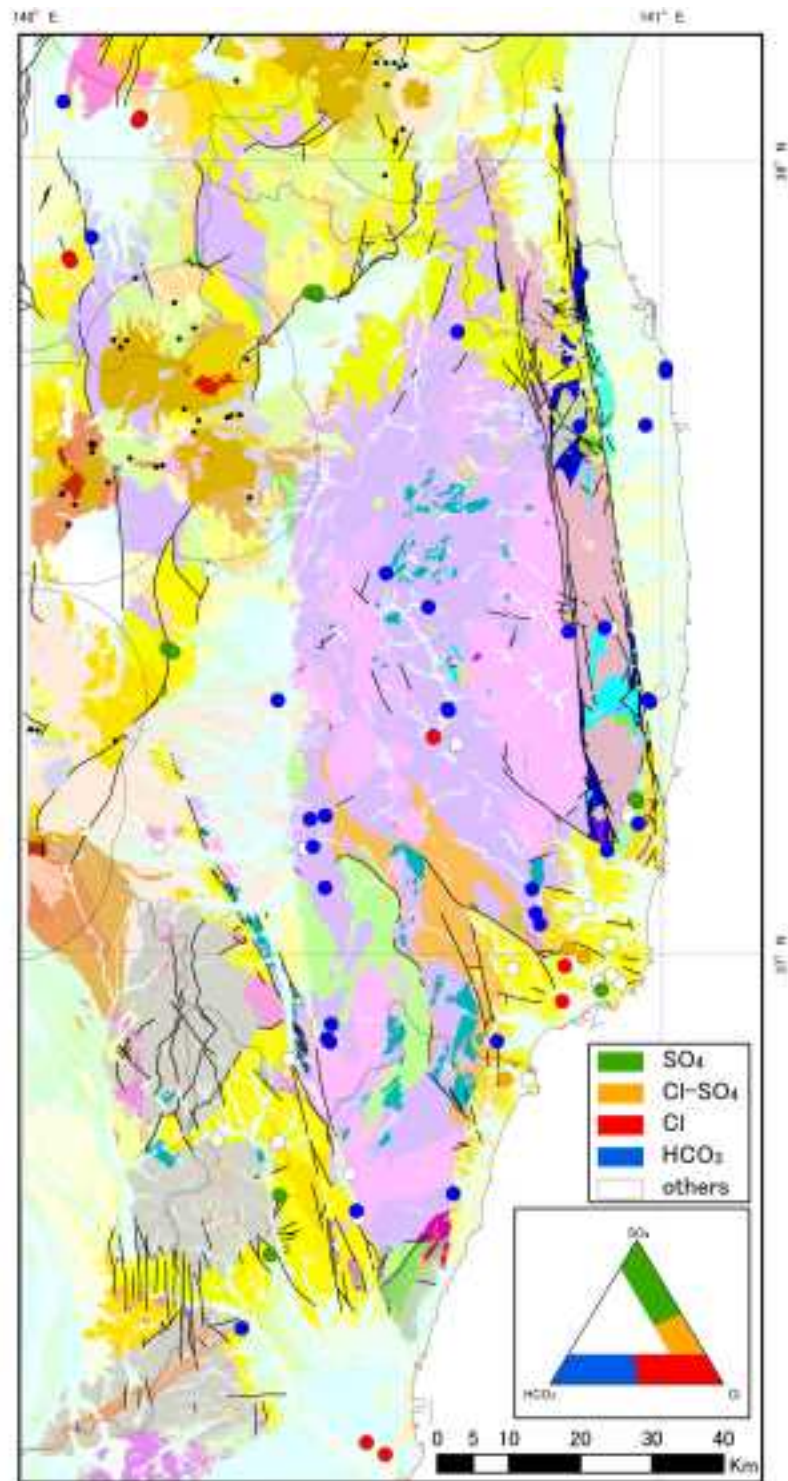 140° E
141° E
38° N
37° N
SO₄
Cl-SO₄
Cl
HCO₃
others
SO₄
HCO₃
Cl
0 5 10 20 30 40
Km